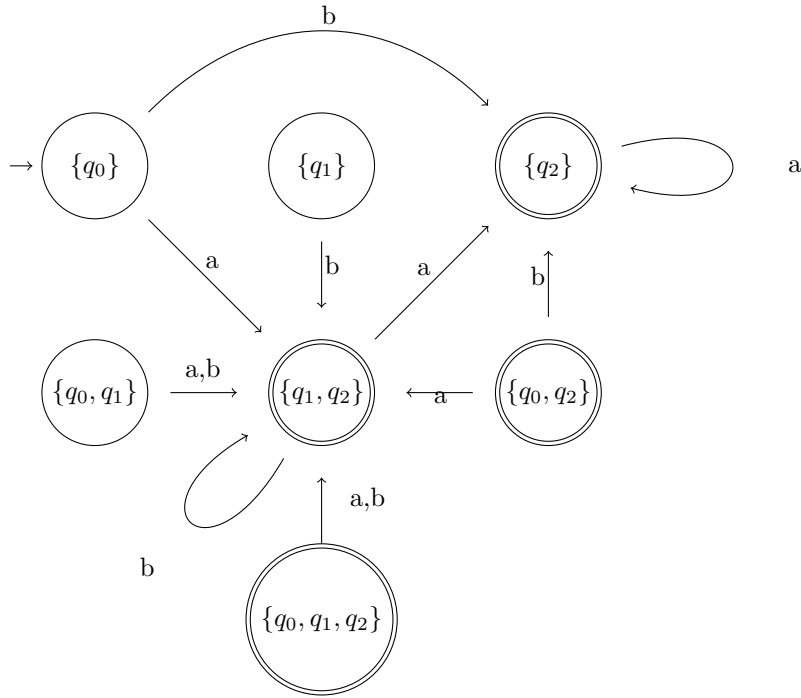 b
{q₀} {q₁} {q₂} a
a b a b
a,b
{q₀, q₁} {q₁, q₂} a {q₀, q₂}
a,b
b
{q₀, q₁, q₂}